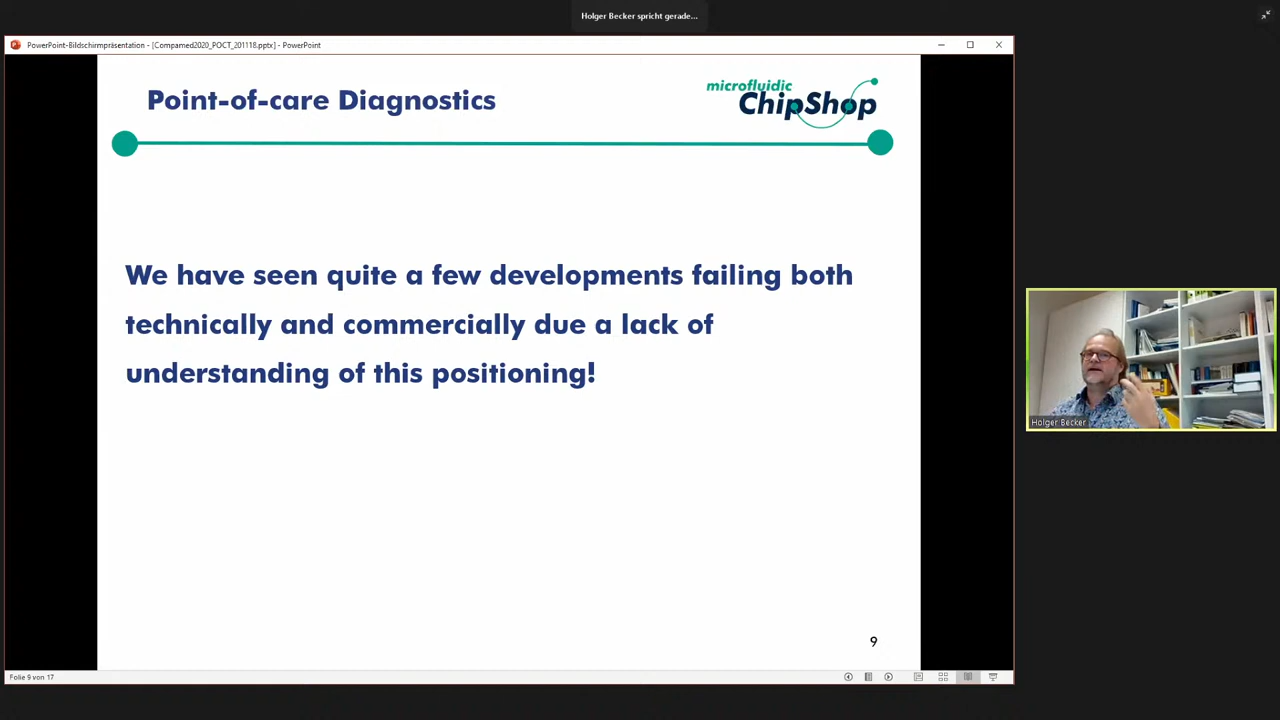 Holger Becker spricht gerade...
PowerPoint-Bildschirmpräsentation - [Compamed2020_POCT_201118.pptx] - PowerPoint
Point-of-care Diagnostics
microfluidic
ChipShop
We have seen quite a few developments failing both
technically and commercially due a lack of
understanding of this positioning!
Holger Becker
9
Folie 9 von 17